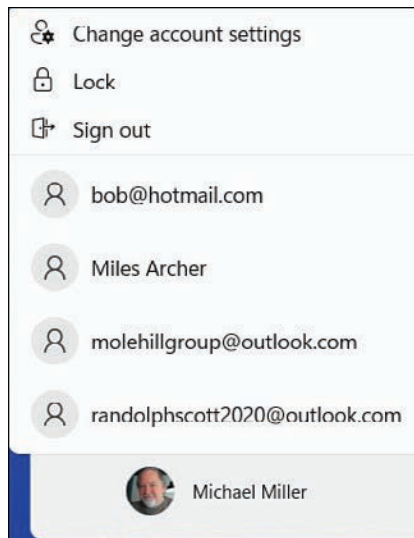 Change account settings
Lock
Sign out
bob@hotmail.com
Miles Archer
molehillgroup@outlook.com
randolphscott2020@outlook.com
Michael Miller